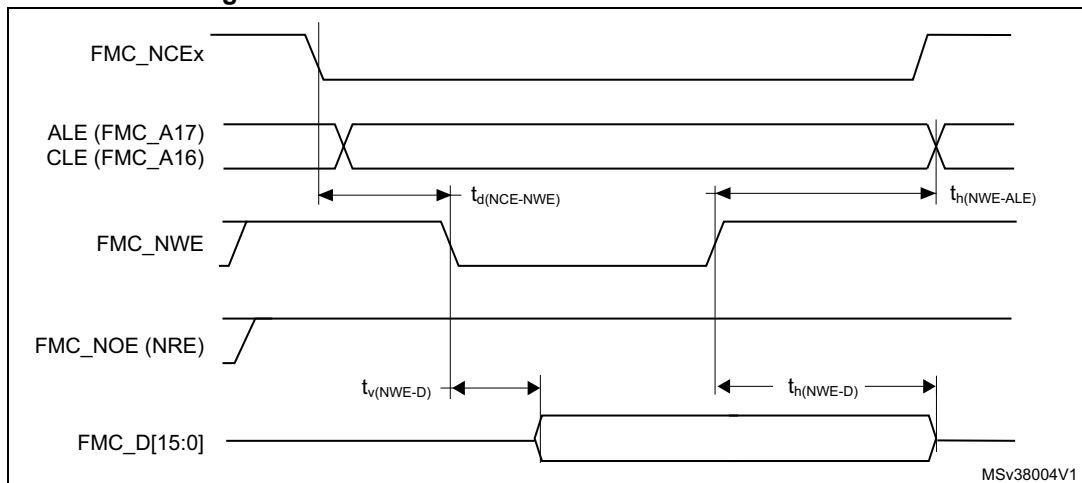 FMC_NCEx
ALE (FMC_A17)
CLE (FMC_A16)
td(NCE-NWE)
th(NWE-ALE)
FMC_NWE
FMC_NOE (NRE)
tv(NWE-D)
th(NWE-D)
FMC_D[15:0]
MSv38004V1